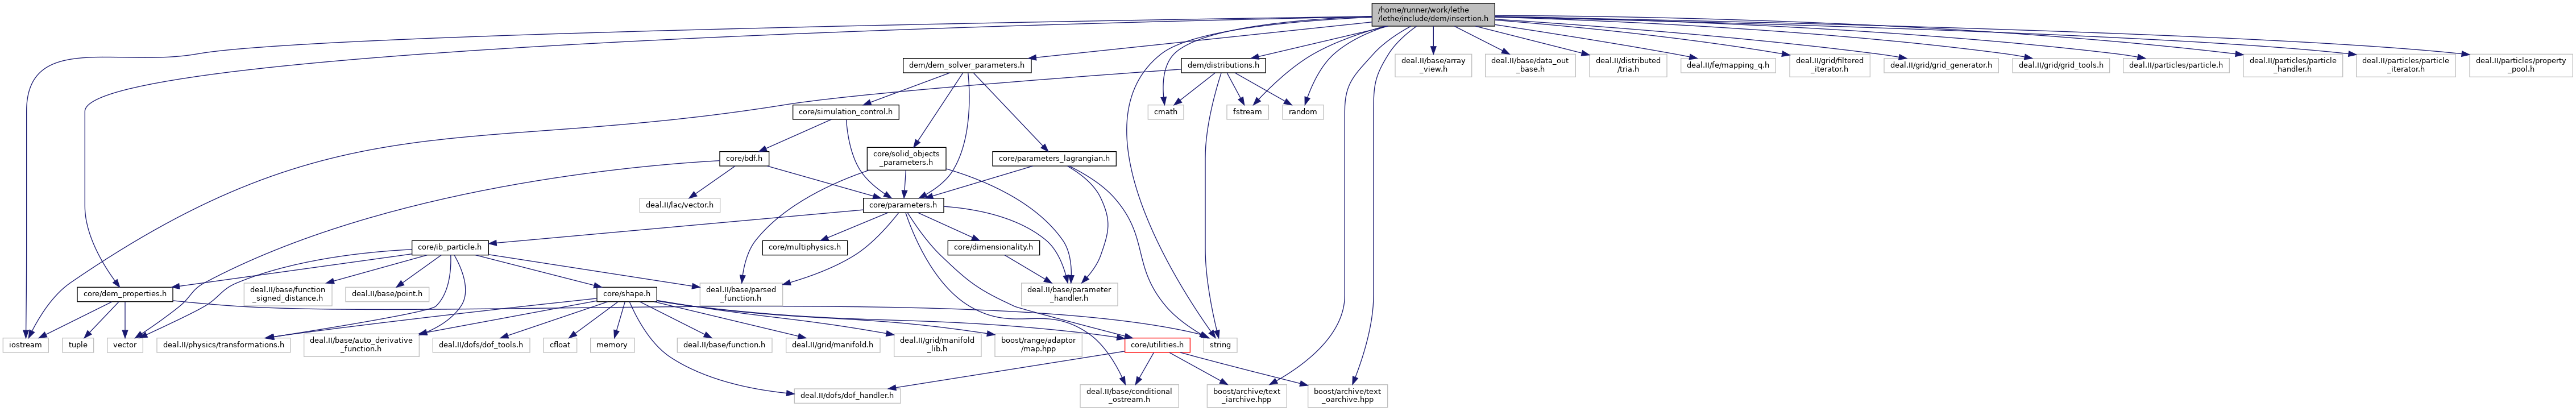 /home/runner/work/lethe
/lethe/include/dem/insertion.h
deal.II/base/array
_view.h
deal.II/base/data_out
_base.h
deal.II/distributed
/tria.h
deal.II/fe/mapping_q.h
deal.II/grid/filtered
_iterator.h
deal.II/grid/grid_generator.h
deal.II/grid/grid_tools.h
deal.II/particles/particle.h
deal.II/particles/particle
_handler.h
deal.II/particles/particle
_iterator.h
deal.II/particles/property
_pool.h
dem/dem_solver_parameters.h
dem/distributions.h
core/simulation_control.h
cmath
fstream
random
core/bdf.h
core/solid_objects
_parameters.h
core/parameters_lagrangian.h
deal.II/lac/vector.h
core/parameters.h
core/ib_particle.h
core/multiphysics.h
core/dimensionality.h
core/dem_properties.h
deal.II/base/function
_signed_distance.h
deal.II/base/point.h
core/shape.h
deal.II/base/parsed
_function.h
deal.II/base/parameter
_handler.h
iostream
tuple
vector
deal.II/physics/transformations.h
deal.II/base/auto_derivative
_function.h
deal.II/dofs/dof_tools.h
cfloat
memory
deal.II/base/function.h
deal.II/grid/manifold.h
deal.II/grid/manifold
_lib.h
boost/range/adaptor
/map.hpp
core/utilities.h
string
deal.II/dofs/dof_handler.h
deal.II/base/conditional
_ostream.h
boost/archive/text
_iarchive.hpp
boost/archive/text
_oarchive.hpp